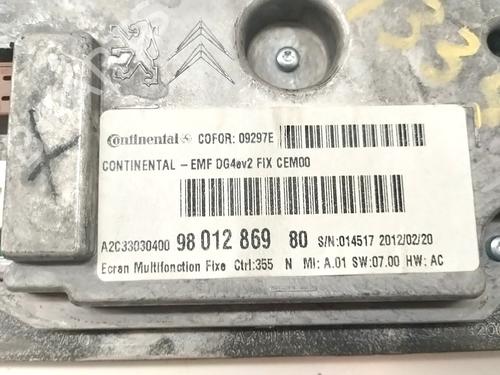 Continental COFOR: 09297E
CONTINENTAL - EMF DG4ev2 FIX CEM00
A2C33030400 98 012 869 80 S/N:014517 2012/02/20
Ecran Multifonction Fixe Ctrl:355 N MI: A.01 SW:07.00 HW: AC